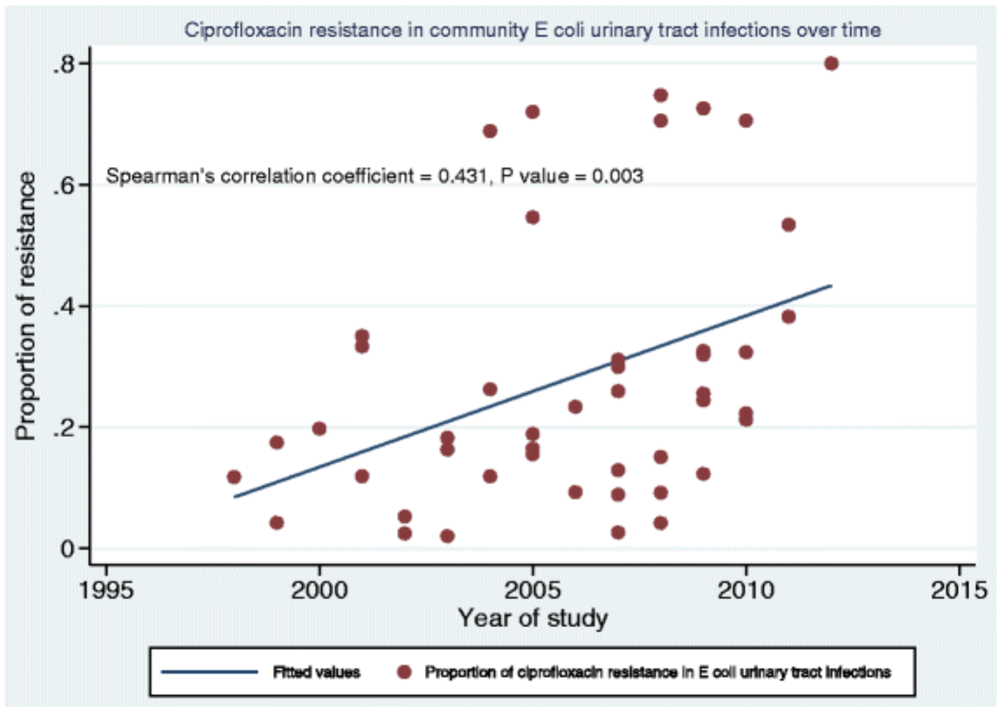 Ciprofloxacin resistance in community E coli urinary tract infections over time
.8
Spearman's correlation coefficient = 0.431, P value = 0.003
.6
.4
.2
0
Proportion of resistance
1995 2000 2005 2010 2015
Year of study
Fitted values Proportion of ciprofloxacin resistance in E coli urinary tract infections